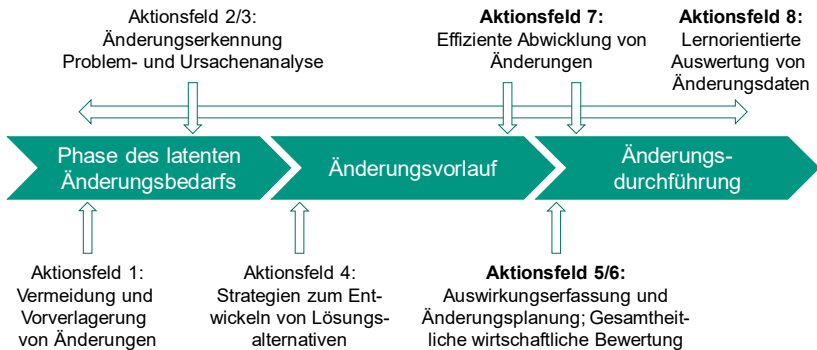 Aktionsfeld 2/3:
Änderungserkennung
Problem- und Ursachenanalyse
Aktionsfeld 7:
Effiziente Abwicklung von
Änderungen
Aktionsfeld 8:
Lernorientierte
Auswertung von
Änderungsdaten
Phase des latenten
Änderungsbedarfs
Änderungsvorlauf
Änderungs-
durchführung
Aktionsfeld 1:
Vermeidung und
Vorverlagerung
von Änderungen
Aktionsfeld 4:
Strategien zum Ent-
wickeln von Lösungs-
alternativen
Aktionsfeld 5/6:
Auswirkungserfassung und
Änderungsplanung; Gesamtheit-
liche wirtschaftliche Bewertung